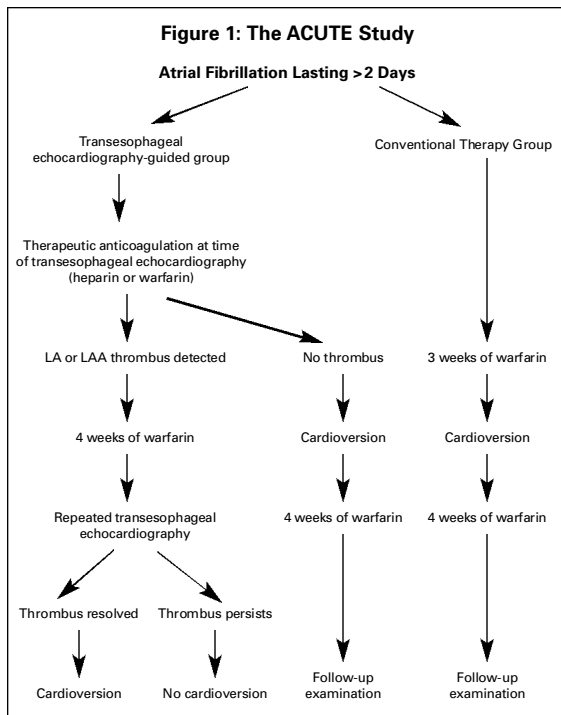 Figure 1: The ACUTE Study
Atrial Fibrillation Lasting >2 Days
Transesophageal
echocardiography-guided group
Conventional Therapy Group
Therapeutic anticoagulation at time
of transesophageal echocardiography
(heparin or warfarin)
LA or LAA thrombus detected
No thrombus
3 weeks of warfarin
4 weeks of warfarin
Cardioversion
Cardioversion
Repeated transesophageal
echocardiography
4 weeks of warfarin
4 weeks of warfarin
Thrombus resolved
Thrombus persists
Cardioversion
No cardioversion
Follow-up
examination
Follow-up
examination